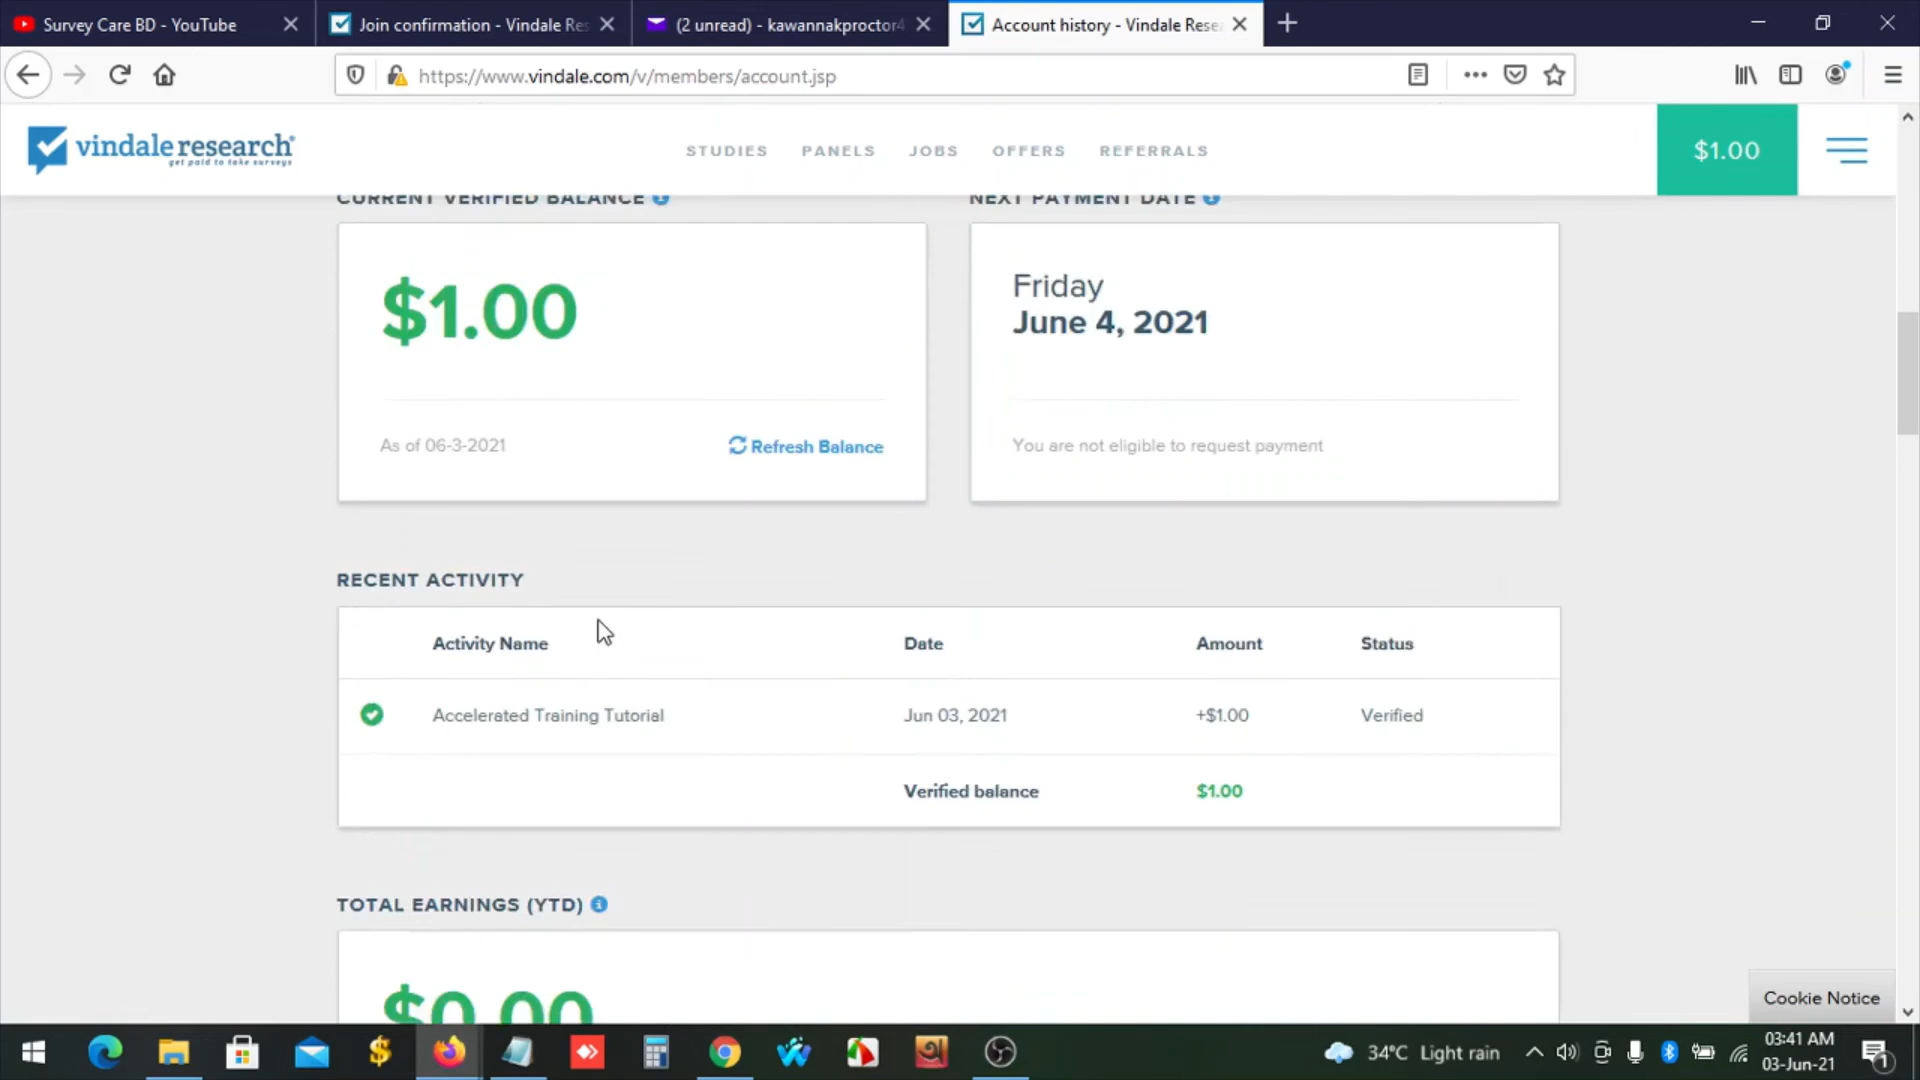 Survey Care BD - YouTube
Join confirmation - Vindale Res
(2 unread) - kawannakproctor4
Account history - Vindale Rese
https://www.vindale.com/v/members/account.jsp
vindale research
get paid to take surveys
STUDIES PANELS JOBS OFFERS REFERRALS
$1.00
CURRENT VERIFIED BALANCE
NEXT PAYMENT DATE
$1.00
Friday
June 4, 2021
As of 06-3-2021
Refresh Balance
You are not eligible to request payment
RECENT ACTIVITY
Activity Name Date Amount Status
Accelerated Training Tutorial Jun 03, 2021 +$1.00 Verified
Verified balance $1.00
TOTAL EARNINGS (YTD)
$0.00
Cookie Notice
34°C Light rain
03:41 AM
03-Jun-21
1